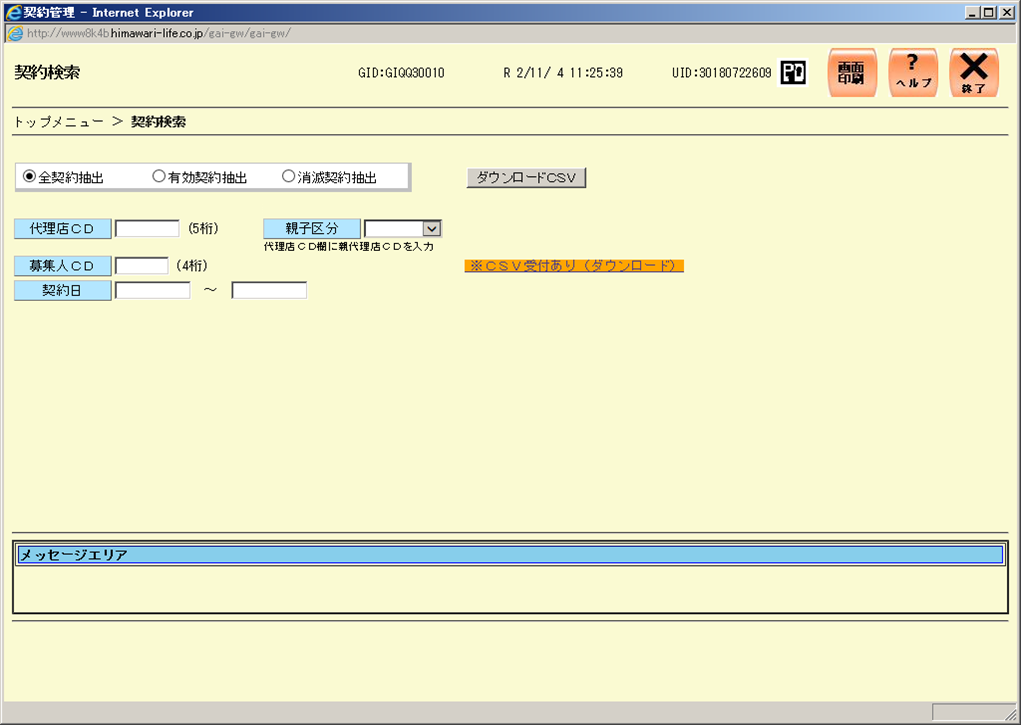 契約管理 - Internet Explorer
http://www8k4b.himawari-life.co.jp/gai-gw/gai-gw/
契約検索 GID:GIQQ30010 R 2/11/ 4 11:25:39 UID:30180722609 PD 画面印刷 ? ヘルプ 終了
トップメニュー > 契約検索
全契約抽出 有効契約抽出 消滅契約抽出 ダウンロードCSV
代理店CD (5桁) 親子区分
代理店CD欄に親代理店CDを入力
募集人CD (4桁) ※CSV受付あり(ダウンロード)
契約日 ~
メッセージエリア